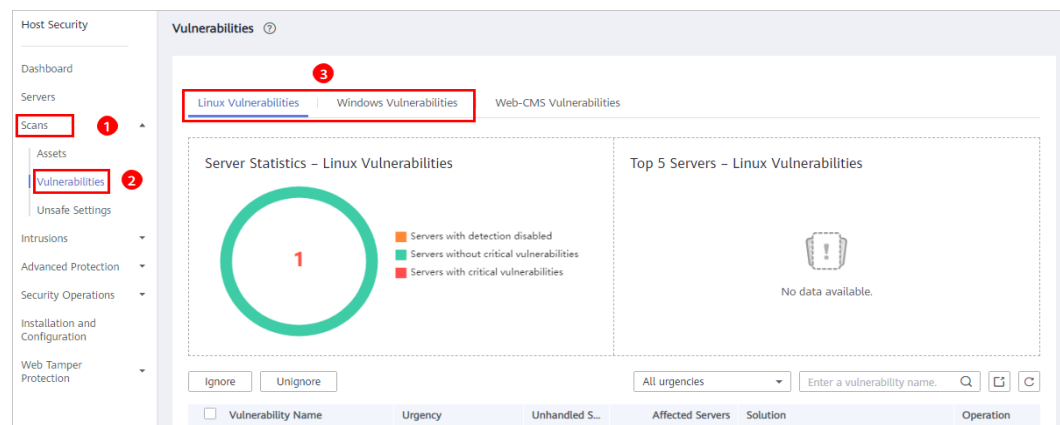 Host Security
Vulnerabilities ?
Dashboard
Servers
Scans 1
Assets
Vulnerabilities 2
Unsafe Settings
Intrusions
Advanced Protection
Security Operations
Installation and
Configuration
Web Tamper
Protection
3
Linux Vulnerabilities Windows Vulnerabilities Web-CMS Vulnerabilities
Server Statistics – Linux Vulnerabilities
1
Servers with detection disabled
Servers without critical vulnerabilities
Servers with critical vulnerabilities
Top 5 Servers – Linux Vulnerabilities
!
No data available.
Ignore Unignore All urgencies Enter a vulnerability name.
Vulnerability Name Urgency Unhandled S... Affected Servers Solution Operation